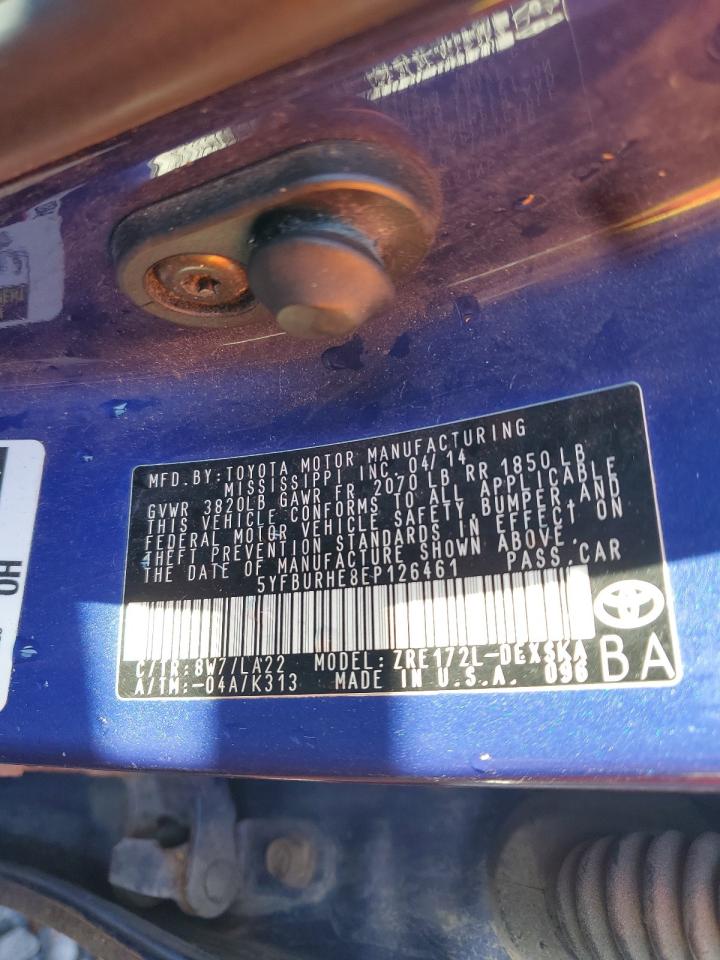 MFD. BY: TOYOTA MOTOR MANUFACTURING
MISSISSIPPI INC. 04/14
GVWR 3820LB GAWR FR 2070 LB RR 1850 LB
THIS VEHICLE CONFORMS TO ALL APPLICABLE
FEDERAL MOTOR VEHICLE SAFETY, BUMPER, AND
THEFT PREVENTION STANDARDS IN EFFECT ON
THE DATE OF MANUFACTURE SHOWN ABOVE.
5YFBURHE8EP126461 PASS. CAR
C/TR: 8W7/LA22 MODEL: ZRE172L-DEXSKA
A/TM: -04A/K313 MADE IN U.S.A. 096
BA
HO